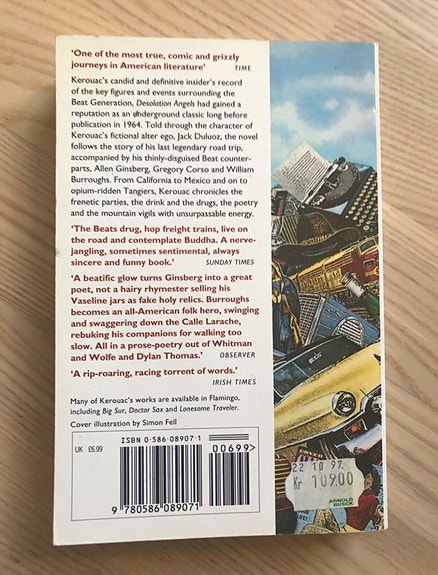 ‘One of the most true, comic and grizzly
journeys in American literature’ TIME
Kerouac’s candid and definitive insider’s record
of the key figures and events surrounding the
Beat Generation, Desolation Angels had gained a
reputation as an underground classic long before
publication in 1964. Told through the character of
Kerouac’s fictional alter ego, Jack Duluoz, the novel
follows the story of his last legendary road trip,
accompanied by his thinly-disguised Beat counter-
parts, Allen Ginsberg, Gregory Corso and William
Burroughs. From California to Mexico and on to
opium-ridden Tangiers, Kerouac chronicles the
frenetic parties, the drink and the drugs, the poetry
and the mountain vigils with unsurpassable energy.
‘The Beats drug, hop freight trains, live on
the road and contemplate Buddha. A nerve-
jangling, sometimes sentimental, always
sincere and funny book.’ SUNDAY TIMES
‘A beatific glow turns Ginsberg into a great
poet, not a hairy rhymester selling his
Vaseline jars as fake holy relics. Burroughs
becomes an all-American folk hero, swinging
and swaggering down the Calle Larache,
rebuking his companions for walking too
slow. All in a prose-poetry out of Whitman
and Wolfe and Dylan Thomas.’ OBSERVER
‘A rip-roaring, racing torrent of words.’
IRISH TIMES
Many of Kerouac’s works are available in Flamingo,
including Big Sur, Doctor Sax and Lonesome Traveler.
Cover illustration by Simon Fell
UK £6.99
ISBN 0-586-08907-1
00699>
9 780586 089071
22 10 97.
Kr 109.00
ARNOLD
BUSCK